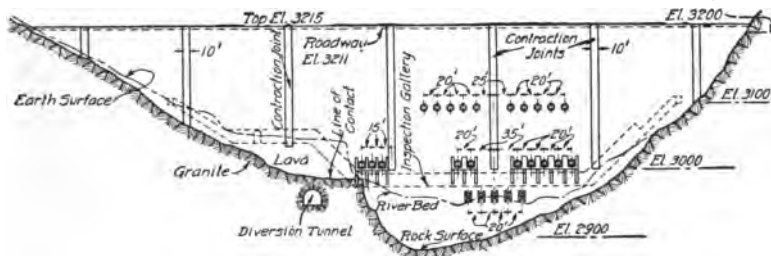 Top El. 3215
El. 3200
10'
Roadway
El. 3211
Contraction
Joints
10'
Contraction Joint
20' 25' 20'
Earth Surface
Line of
Contact
Inspection Gallery
El. 3100
15'
20' 35' 20'
Lava
El. 3000
Granite
River Bed
Diversion Tunnel
20'
Rock Surface
El. 2900